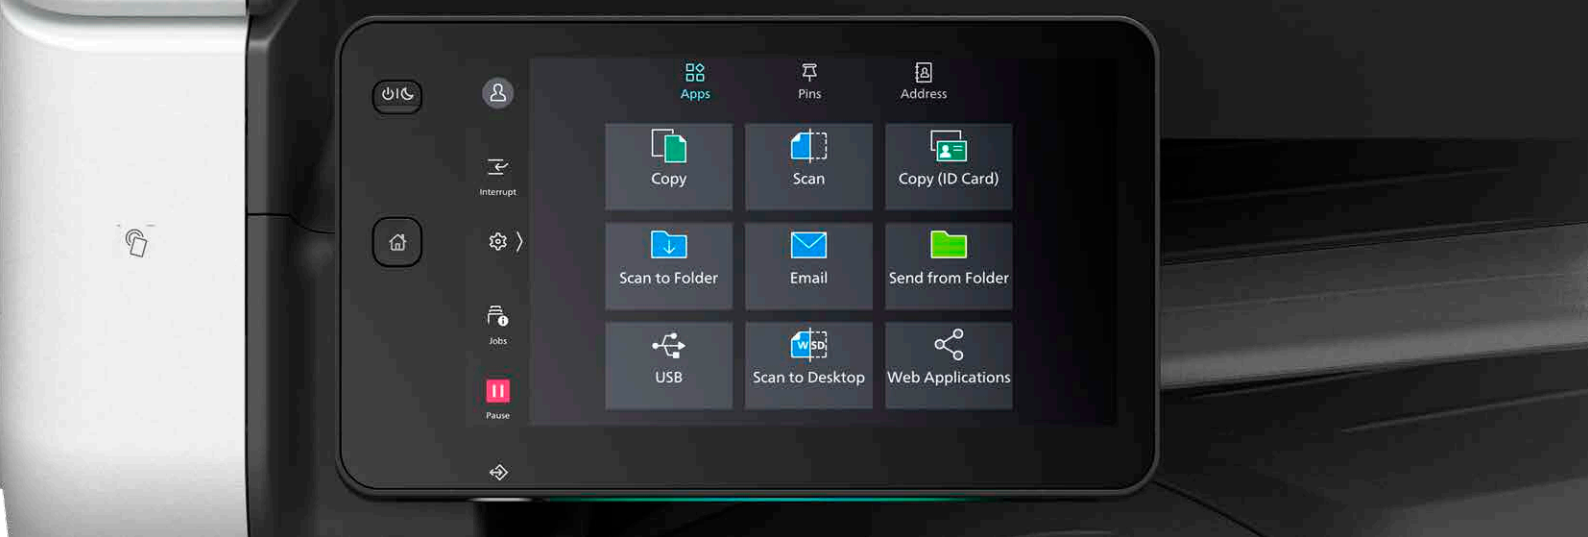 Apps
Pins
Address
Interrupt
Copy
Scan
Copy (ID Card)
Scan to Folder
Email
Send from Folder
Jobs
USB
WSD
Scan to Desktop
Web Applications
Pause